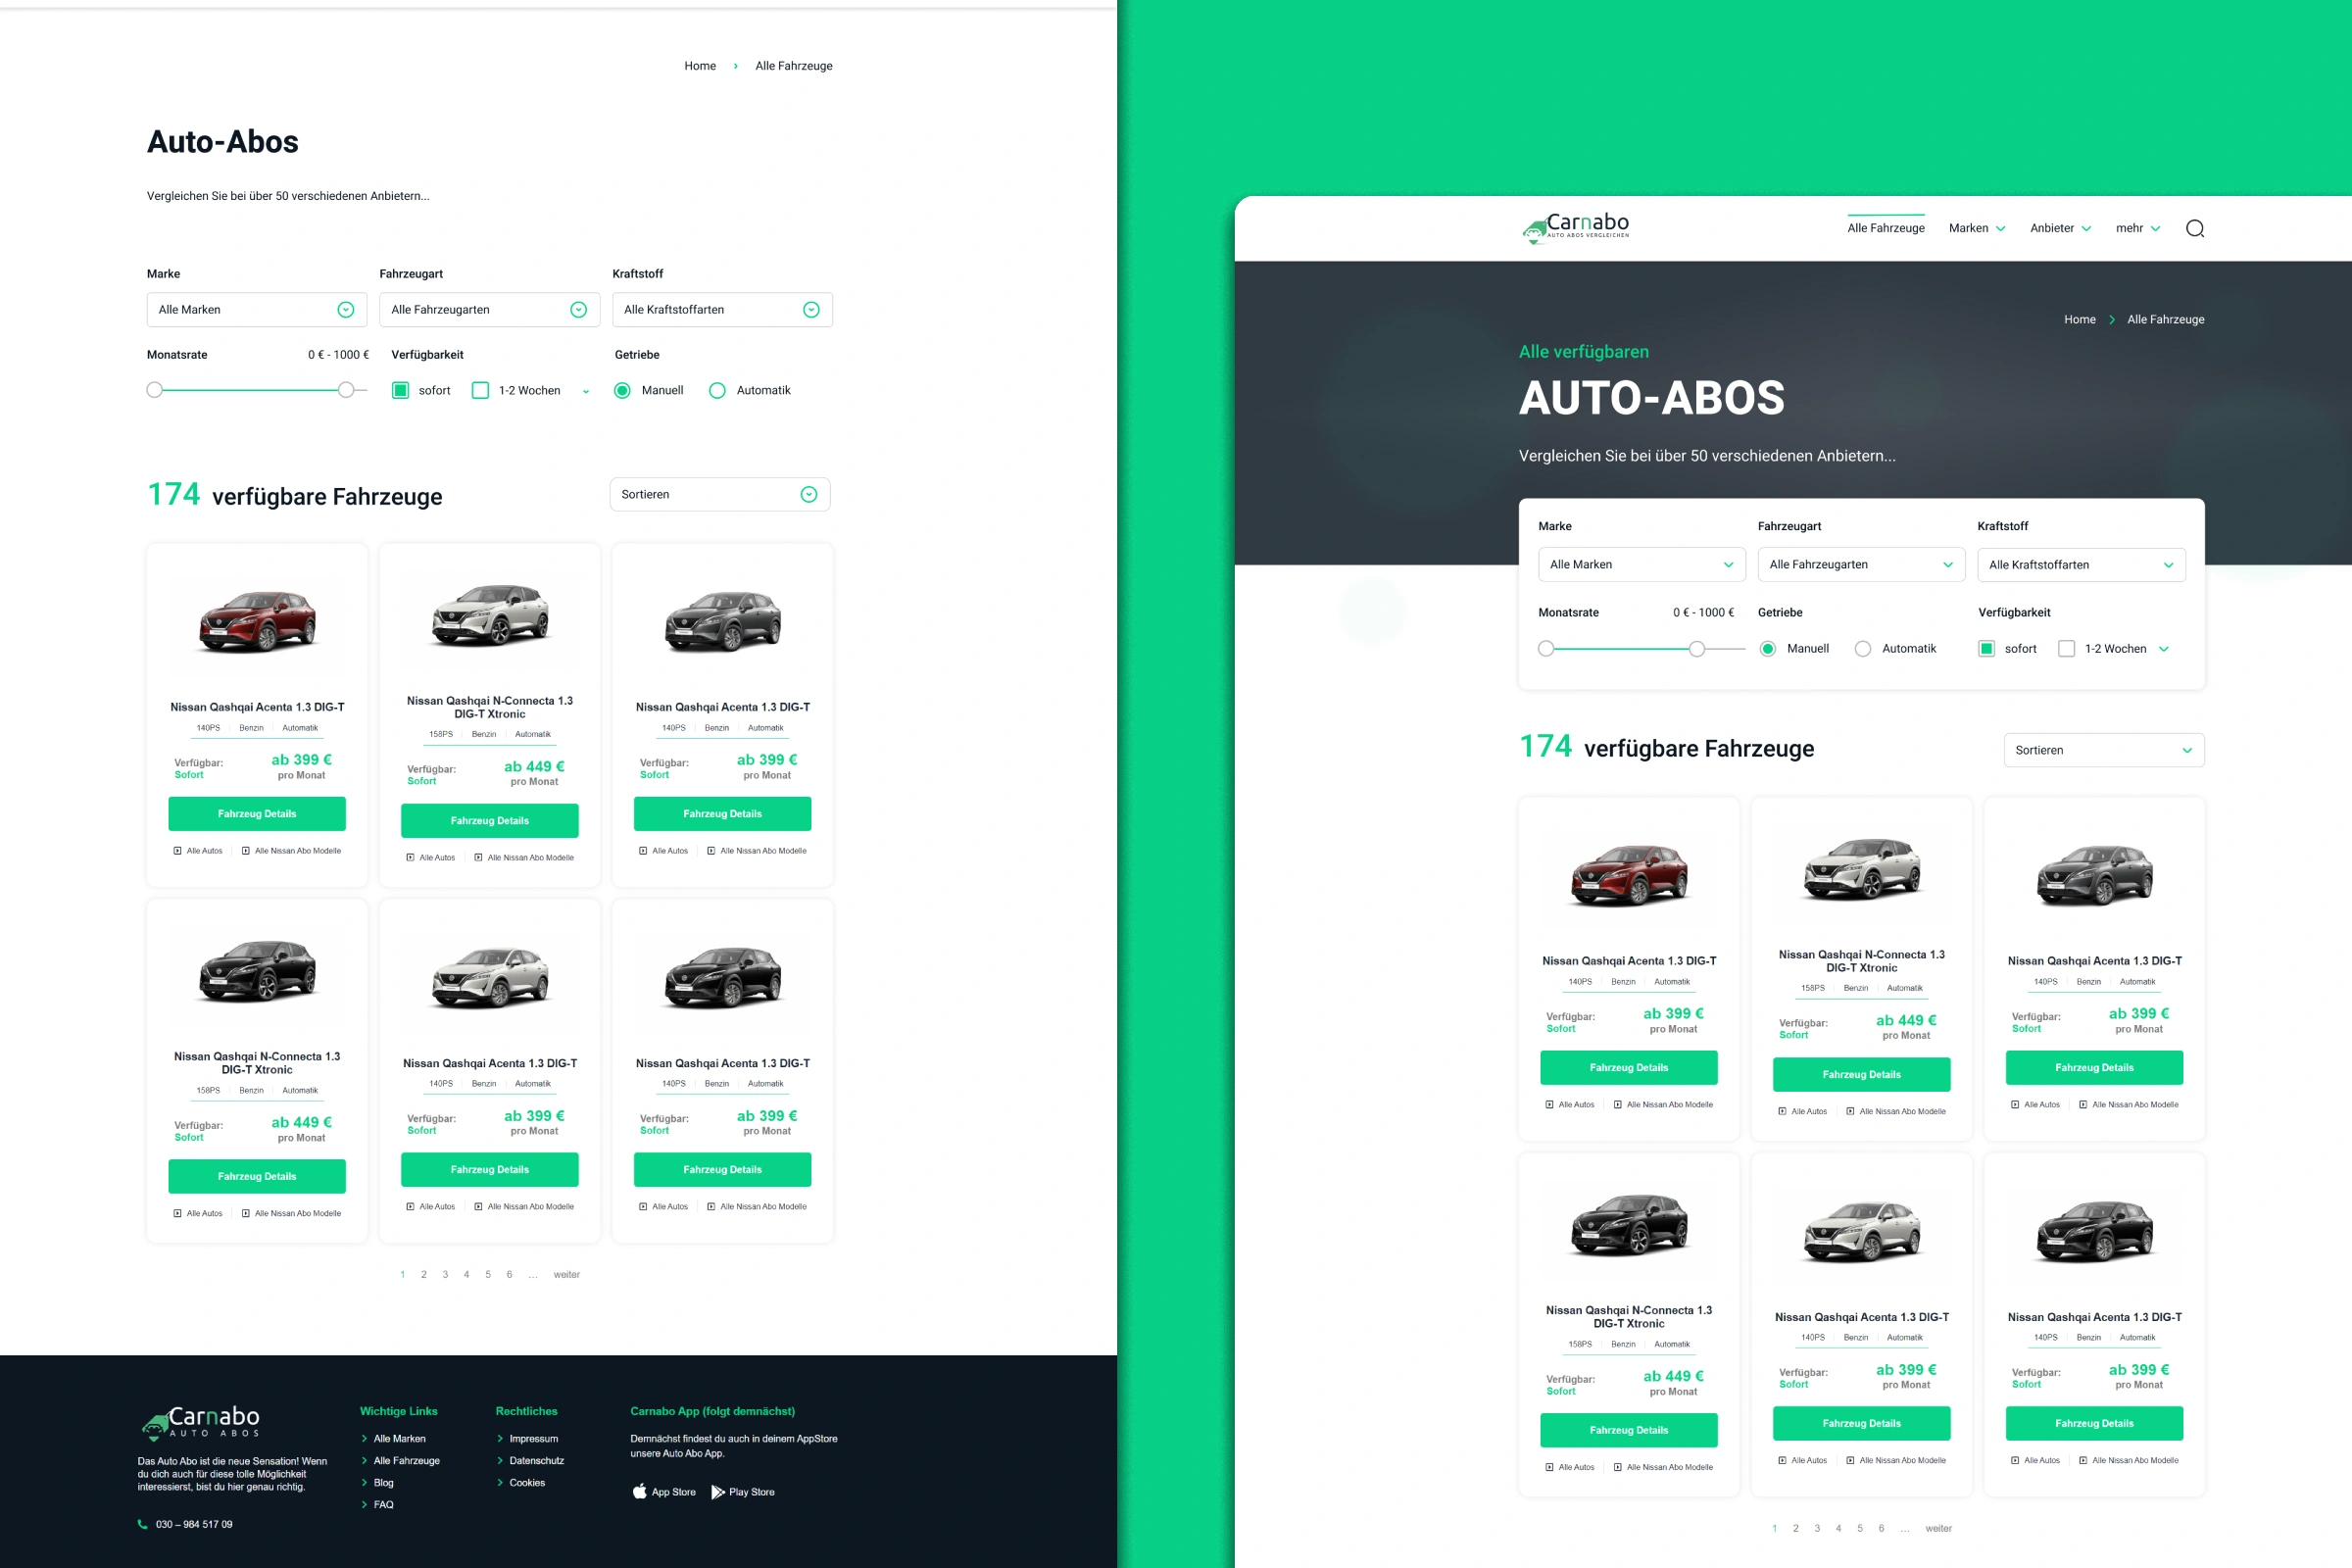 Home › Alle Fahrzeuge
Auto-Abos
Vergleichen Sie bei über 50 verschiedenen Anbietern...
Marke Fahrzeugart Kraftstoff
Alle Marken Alle Fahrzeugarten Alle Kraftstoffarten
Monatsrate 0 € - 1000 € Verfügbarkeit Getriebe
sofort 1-2 Wochen Manuell Automatik
174 verfügbare Fahrzeuge Sortieren
Nissan Qashqai Acenta 1.3 DIG-T
140PS Benzin Automatik
Verfügbar: ab 399 €
Sofort pro Monat
Fahrzeug Details
Alle Autos Alle Nissan Abo Modelle
Nissan Qashqai N-Connecta 1.3
DIG-T Xtronic
158PS Benzin Automatik
Verfügbar: ab 449 €
Sofort pro Monat
Fahrzeug Details
Alle Autos Alle Nissan Abo Modelle
Nissan Qashqai Acenta 1.3 DIG-T
140PS Benzin Automatik
Verfügbar: ab 399 €
Sofort pro Monat
Fahrzeug Details
Alle Autos Alle Nissan Abo Modelle
Nissan Qashqai N-Connecta 1.3
DIG-T Xtronic
158PS Benzin Automatik
Verfügbar: ab 449 €
Sofort pro Monat
Fahrzeug Details
Alle Autos Alle Nissan Abo Modelle
Nissan Qashqai Acenta 1.3 DIG-T
140PS Benzin Automatik
Verfügbar: ab 399 €
Sofort pro Monat
Fahrzeug Details
Alle Autos Alle Nissan Abo Modelle
Nissan Qashqai Acenta 1.3 DIG-T
140PS Benzin Automatik
Verfügbar: ab 399 €
Sofort pro Monat
Fahrzeug Details
Alle Autos Alle Nissan Abo Modelle
1 2 3 4 5 6 ... weiter
Carnabo
AUTO ABOS
Das Auto Abo ist die neue Sensation! Wenn
du dich auch für diese tolle Möglichkeit
interessierst, bist du hier genau richtig.
030 – 984 517 09
Wichtige Links
Alle Marken
Alle Fahrzeuge
Blog
FAQ
Rechtliches
Impressum
Datenschutz
Cookies
Carnabo App (folgt demnächst)
Demnächst findest du auch in deinem AppStore
unsere Auto Abo App.
App Store Play Store
Carnabo
AUTO ABOS VERGLEICHEN
Alle Fahrzeuge Marken Anbieter mehr
Home Alle Fahrzeuge
Alle verfügbaren
AUTO-ABOS
Vergleichen Sie bei über 50 verschiedenen Anbietern...
Marke Fahrzeugart Kraftstoff
Alle Marken Alle Fahrzeugarten Alle Kraftstoffarten
Monatsrate 0 € - 1000 € Getriebe Verfügbarkeit
Manuell Automatik sofort 1-2 Wochen
174 verfügbare Fahrzeuge Sortieren
Nissan Qashqai Acenta 1.3 DIG-T
140PS Benzin Automatik
Verfügbar: ab 399 €
Sofort pro Monat
Fahrzeug Details
Alle Autos Alle Nissan Abo Modelle
Nissan Qashqai N-Connecta 1.3
DIG-T Xtronic
158PS Benzin Automatik
Verfügbar: ab 449 €
Sofort pro Monat
Fahrzeug Details
Alle Autos Alle Nissan Abo Modelle
Nissan Qashqai Acenta 1.3 DIG-T
140PS Benzin Automatik
Verfügbar: ab 399 €
Sofort pro Monat
Fahrzeug Details
Alle Autos Alle Nissan Abo Modelle
Nissan Qashqai N-Connecta 1.3
DIG-T Xtronic
158PS Benzin Automatik
Verfügbar: ab 449 €
Sofort pro Monat
Fahrzeug Details
Alle Autos Alle Nissan Abo Modelle
Nissan Qashqai Acenta 1.3 DIG-T
140PS Benzin Automatik
Verfügbar: ab 399 €
Sofort pro Monat
Fahrzeug Details
Alle Autos Alle Nissan Abo Modelle
Nissan Qashqai Acenta 1.3 DIG-T
140PS Benzin Automatik
Verfügbar: ab 399 €
Sofort pro Monat
Fahrzeug Details
Alle Autos Alle Nissan Abo Modelle
1 2 3 4 5 6 ... weiter